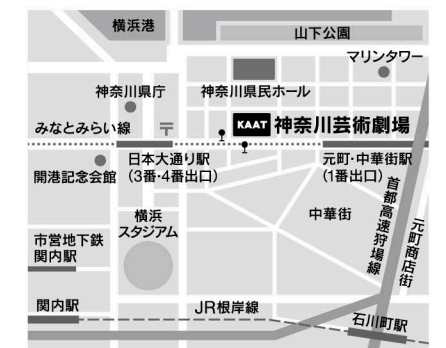 横浜港
山下公園
マリンタワー
神奈川県庁
神奈川県民ホール
みなとみらい線
〒
KAAT 神奈川芸術劇場
日本大通り駅
(3番・4番出口)
元町・中華街駅
(1番出口)
開港記念会館
横浜
スタジアム
中華街
首都高速狩場線
元町商店街
市営地下鉄
関内駅
関内駅
JR根岸線
石川町駅